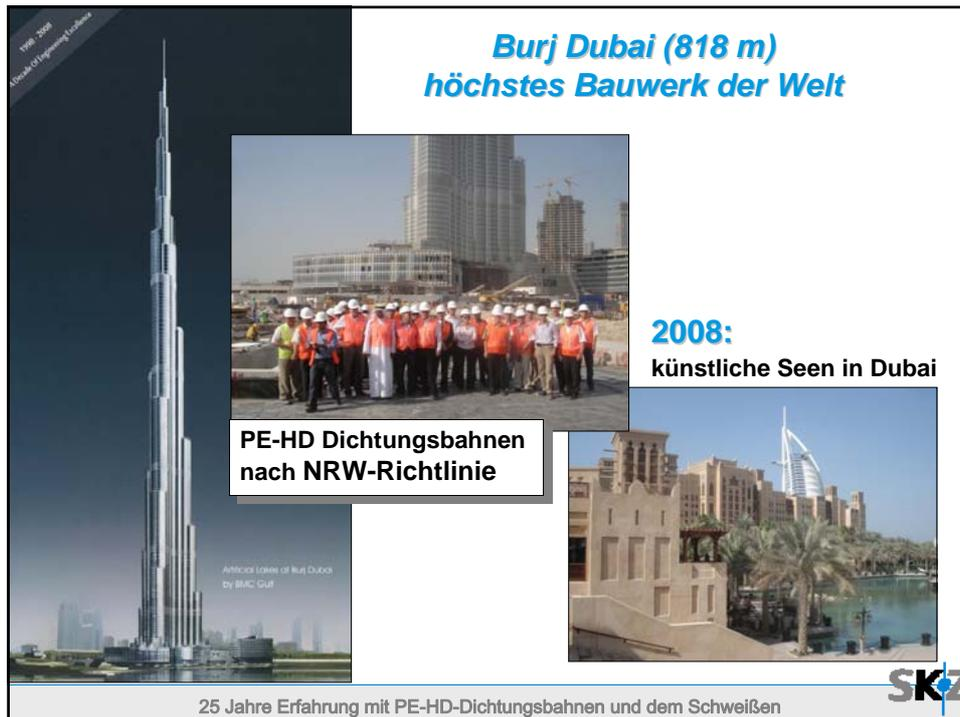 1998 - 2008
A Decade Of Engineering Excellence
Burj Dubai (818 m)
höchstes Bauwerk der Welt
2008:
künstliche Seen in Dubai
PE-HD Dichtungsbahnen
nach NRW-Richtlinie
Artificial Lakes at Burj Dubai
by BMC Gulf
25 Jahre Erfahrung mit PE-HD-Dichtungsbahnen und dem Schweißen
SKZ